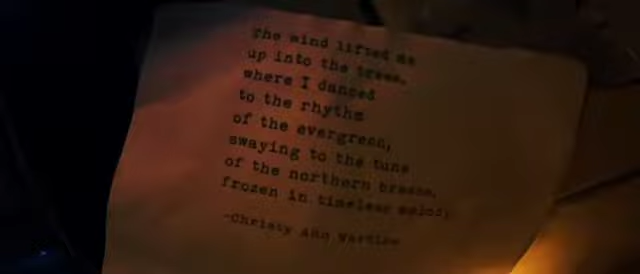 The wind lifted me
up into the trees,
where I danced
to the rhythm
of the evergreen,
swaying to the tune
of the northern breeze,
frozen in timeless melody
-Christy Ann Martine